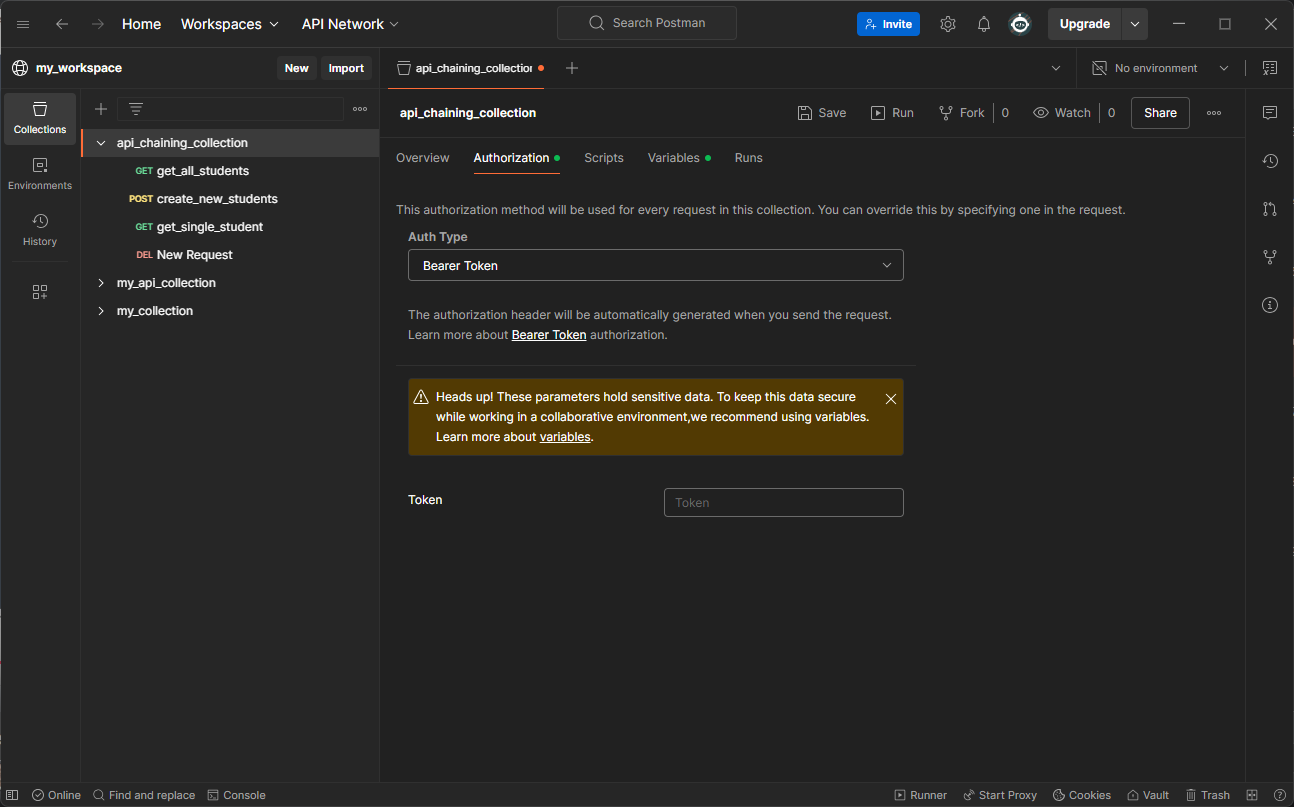 Home Workspaces API Network Search Postman Invite Upgrade
my_workspace New Import
api_chaining_collection No environment
Collections
Environments
History
api_chaining_collection
GET get_all_students
POST create_new_students
GET get_single_student
DEL New Request
my_api_collection
my_collection
api_chaining_collection Save Run Fork 0 Watch 0 Share
Overview Authorization Scripts Variables Runs
This authorization method will be used for every request in this collection. You can override this by specifying one in the request.
Auth Type
Bearer Token
The authorization header will be automatically generated when you send the request.
Learn more about Bearer Token authorization.
Heads up! These parameters hold sensitive data. To keep this data secure
while working in a collaborative environment,we recommend using variables.
Learn more about variables.
Token Token
Online Find and replace Console Runner Start Proxy Cookies Vault Trash